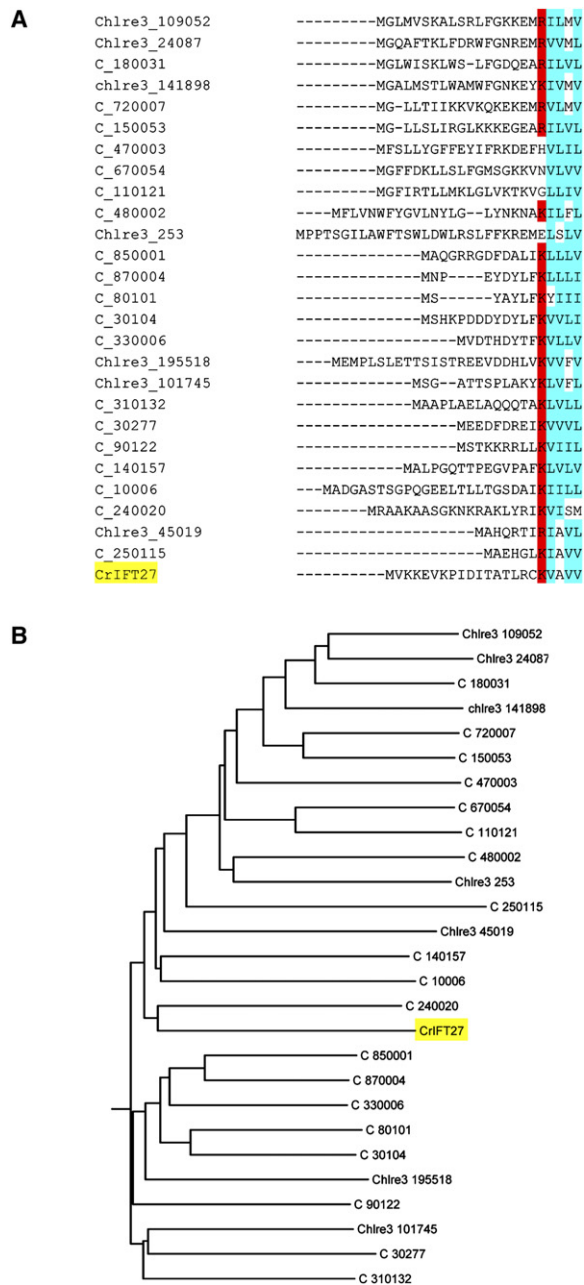 A
Chlre3_109052 ---------MGLMVSKALSRLFGKKEMRILMV
Chlre3_24087 ---------MGQAFTKLFDRWFGNREMRVVML
C_180031 ---------MGLWISKLWS-LFGDQEARILVL
chlre3_141898 ---------MGALMSTLWAMWFGNKEYKIVMV
C_720007 ---------MG-LLTIIKKVKQKEKEMRVLMV
C_150053 ---------MG-LLSLIRGLKKKEGEARILVL
C_470003 ---------MFSLLYGFFEYIFRKDEFHVLIL
C_670054 ---------MGFFDKLLSLFGMSGKKVNVLVV
C_110121 ---------MGFIRTLLMKLGLVKTKVGLLIV
C_480002 ----MFLVNWFYGVLNYLG--LYNKNAKILFL
Chlre3_253 MPPTSGILAWFTSWLDWLRSLFFKREMELSLV
C_850001 --------------MAQGRRGDFDALIKLLLV
C_870004 --------------MNP---EYDYLFKLLLI
C_80101 -------------MS------YAYLFKYIII
C_30104 -------------MSHKPDDDYDYLFKVVLI
C_330006 ------------------MVDTHDYTFKVLLV
Chlre3_195518 ----MEMPLSLETTSISTREEVDDHLVKVVFV
Chlre3_101745 -------------MSG--ATTSPLAKYKLVFL
C_310132 -----------MAAPLAELAQQQTAKLVLL
C_30277 ------------------MEEDFDREIKVVVL
C_90122 ------------------MSTKKRRLLKVIIL
C_140157 ------------MALPGQTTPEGVPAFKLVLV
C_10006 ---MADGASTSGPQGEELTLLTGSDAIKIILL
C_240020 -----------MRAAKAASGNKRAKLYRIKVISM
Chlre3_45019 --------------------MAHQRTIRIAVL
C_250115 ---------------------MAEHGLKIAVV
CrIFT27 ----------MVKKEVKPIDITATLRCKVAVV
B
Chlre3 109052
Chlre3 24087
C 180031
chlre3 141898
C 720007
C 150053
C 470003
C 670054
C 110121
C 480002
Chlre3 253
C 250115
Chlre3 45019
C 140157
C 10006
C 240020
CrIFT27
C 850001
C 870004
C 330006
C 80101
C 30104
Chlre3 195518
C 90122
Chlre3 101745
C 30277
C 310132